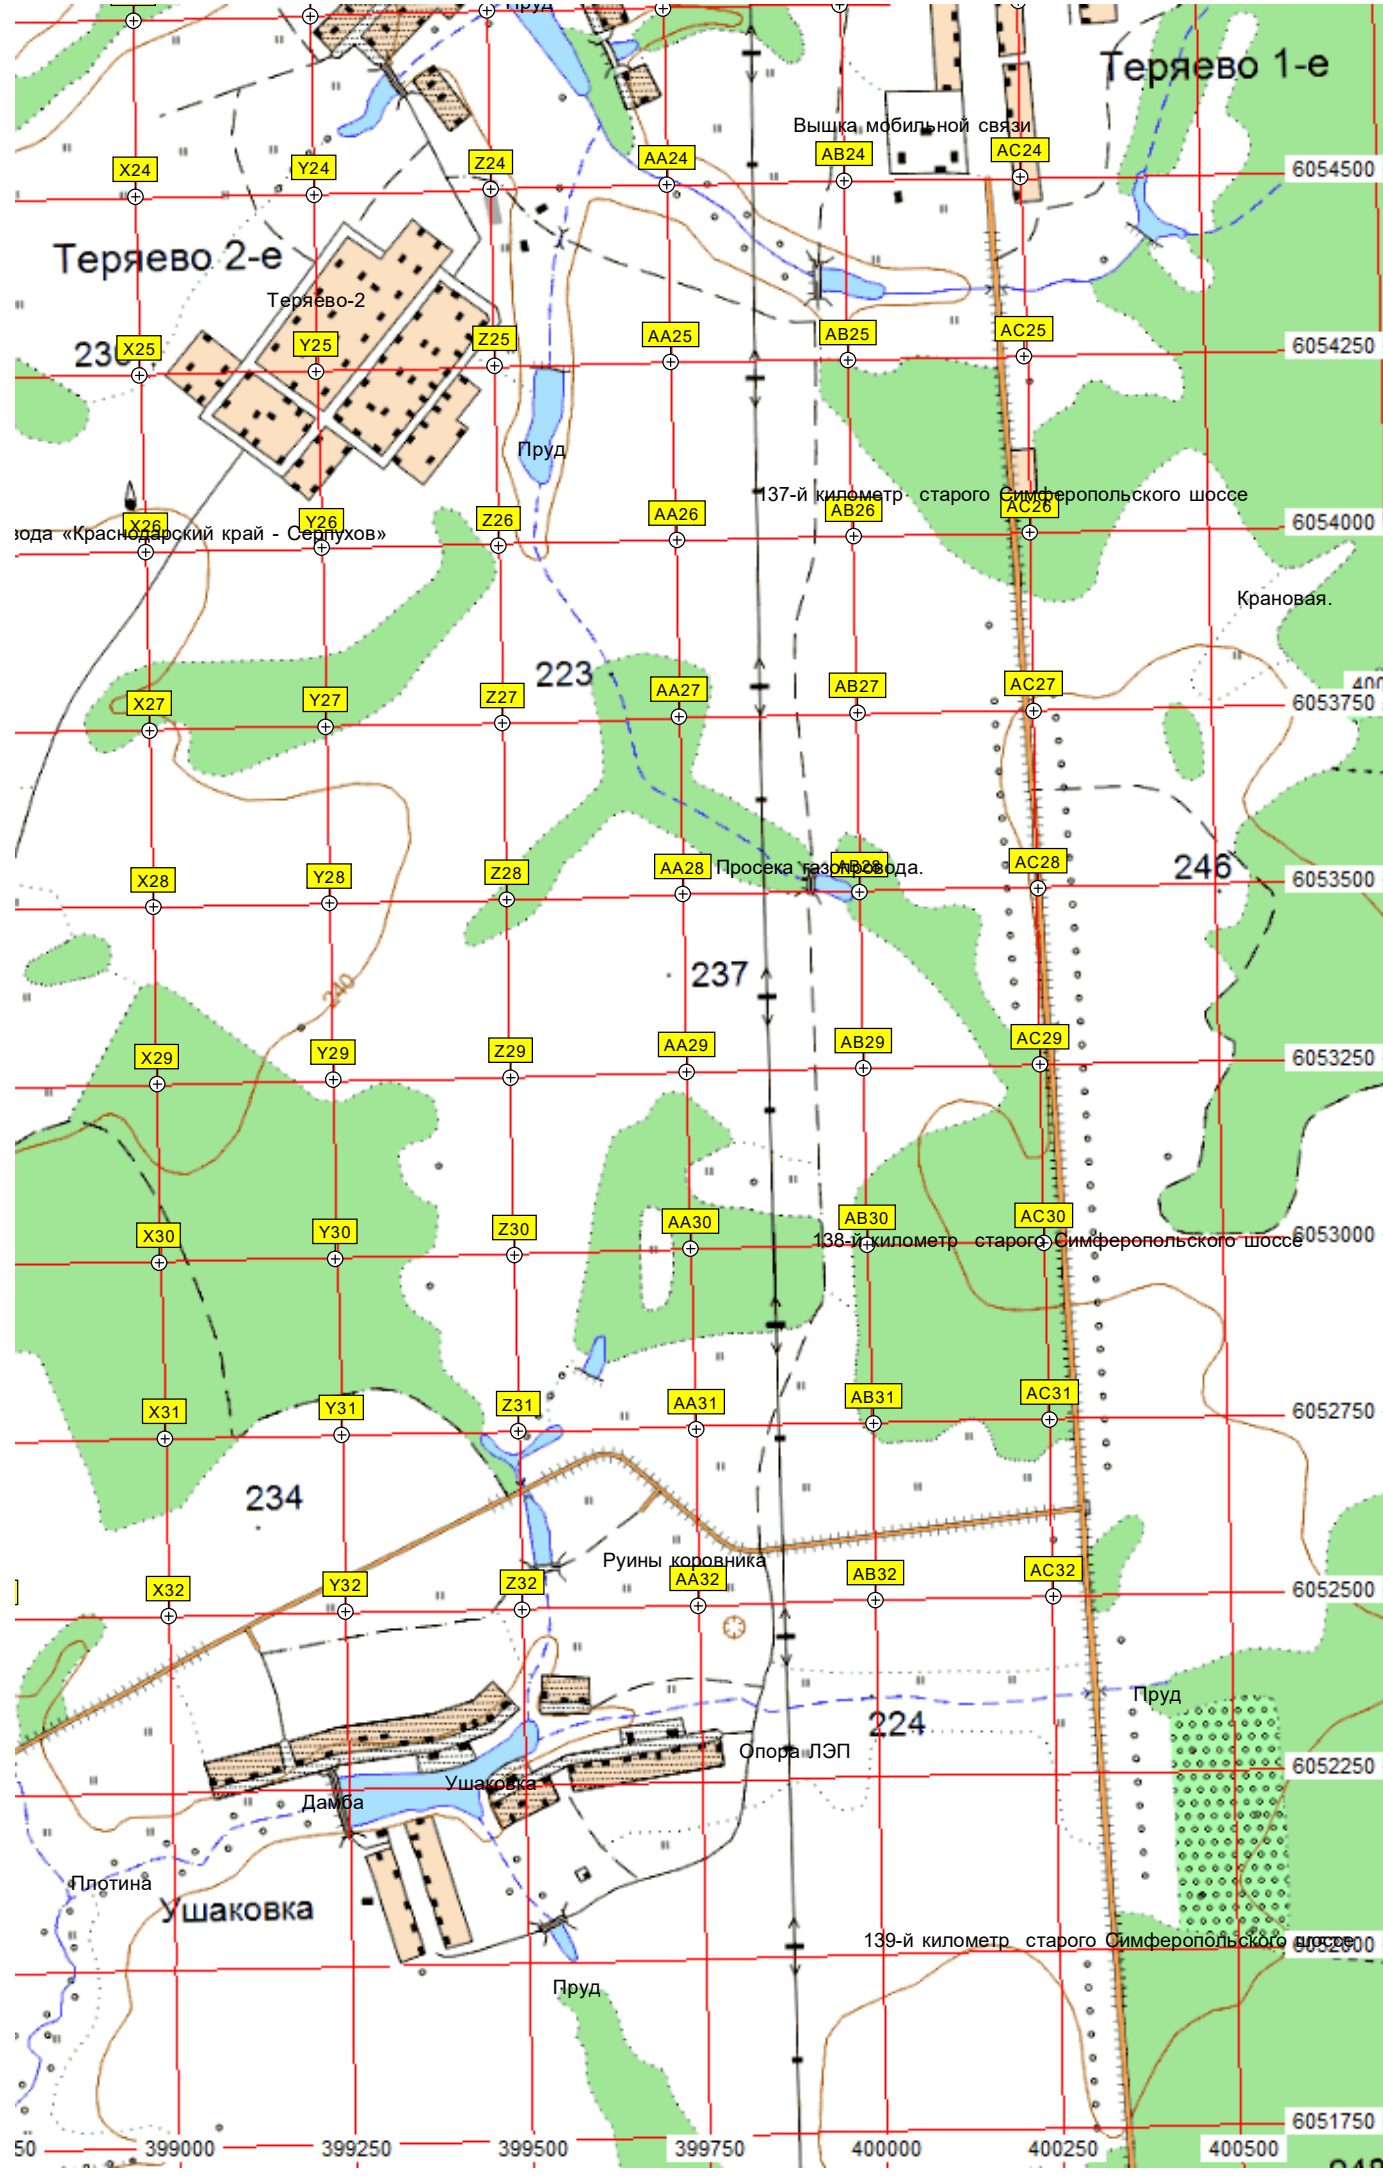 Пруд
Теряево 1-е
Вышка мобильной связи
X24 Y24 Z24 AA24 AB24 AC24
6054500
Теряево 2-е
Теряево-2
X25 Y25 Z25 AA25 AB25 AC25
6054250
Пруд
137-й километр старого Симферопольского шоссе
X26 Y26 Z26 AA26 AB26 AC26
6054000
«Краснодарский край - Серпухов»
Крановая.
223
X27 Y27 Z27 AA27 AB27 AC27
400
6053750
246
Просека газопровода.
X28 Y28 Z28 AA28 AB28 AC28
6053500
237
240
X29 Y29 Z29 AA29 AB29 AC29
6053250
X30 Y30 Z30 AA30 AB30 AC30
6053000
138-й километр старого Симферопольского шоссе
X31 Y31 Z31 AA31 AB31 AC31
6052750
234
Руины коровника
X32 Y32 Z32 AA32 AB32 AC32
6052500
Пруд
224
Опора ЛЭП
6052250
Ушаковка
Дамба
Плотина
Ушаковка
139-й километр старого Симферопольского шоссе
6052000
Пруд
6051750
50 399000 399250 399500 399750 400000 400250 400500